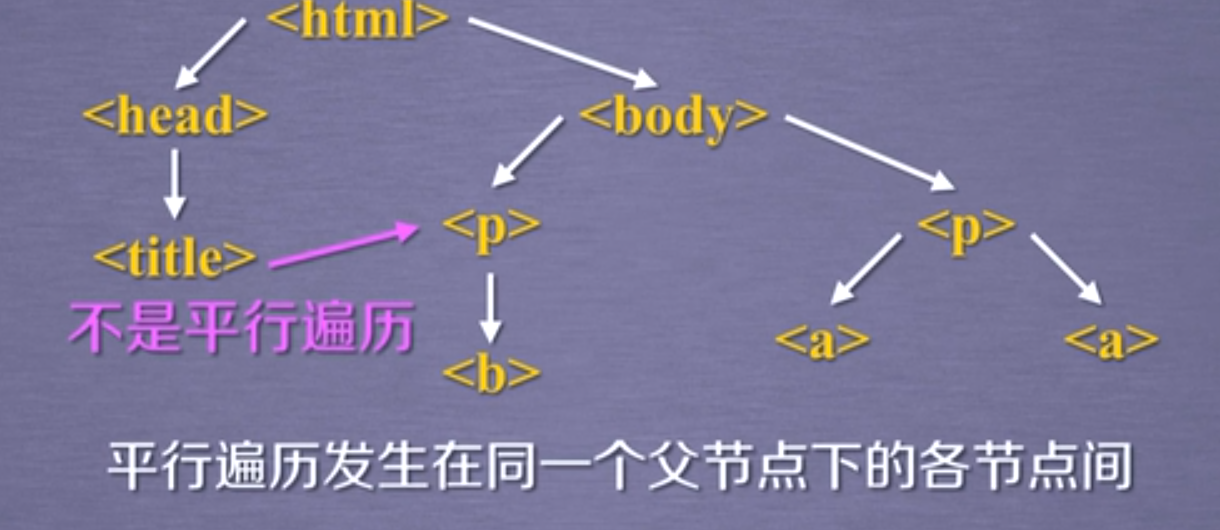 <html>
<head>
<body>
<title>
<p>
<p>
不是平行遍历
<b>
<a>
<a>
平行遍历发生在同一个父节点下的各节点间